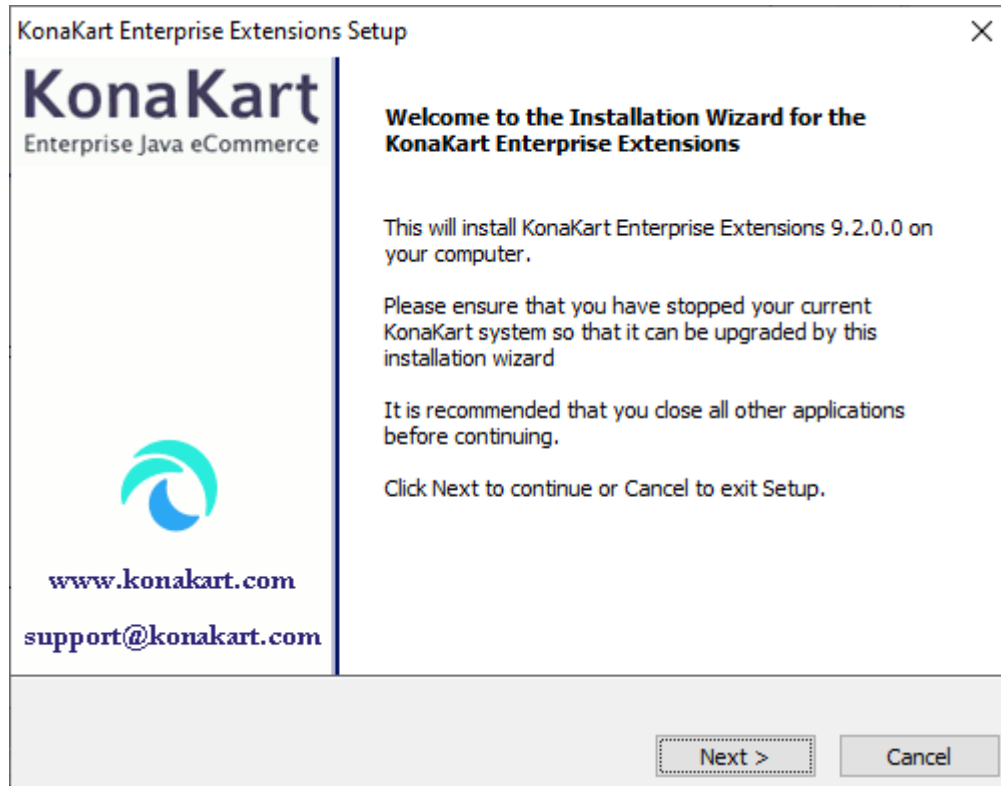 KonaKart Enterprise Extensions Setup
KonaKart
Enterprise Java eCommerce
Welcome to the Installation Wizard for the
KonaKart Enterprise Extensions
This will install KonaKart Enterprise Extensions 9.2.0.0 on
your computer.
Please ensure that you have stopped your current
KonaKart system so that it can be upgraded by this
installation wizard
It is recommended that you close all other applications
before continuing.
Click Next to continue or Cancel to exit Setup.
www.konakart.com
support@konakart.com
Next >
Cancel